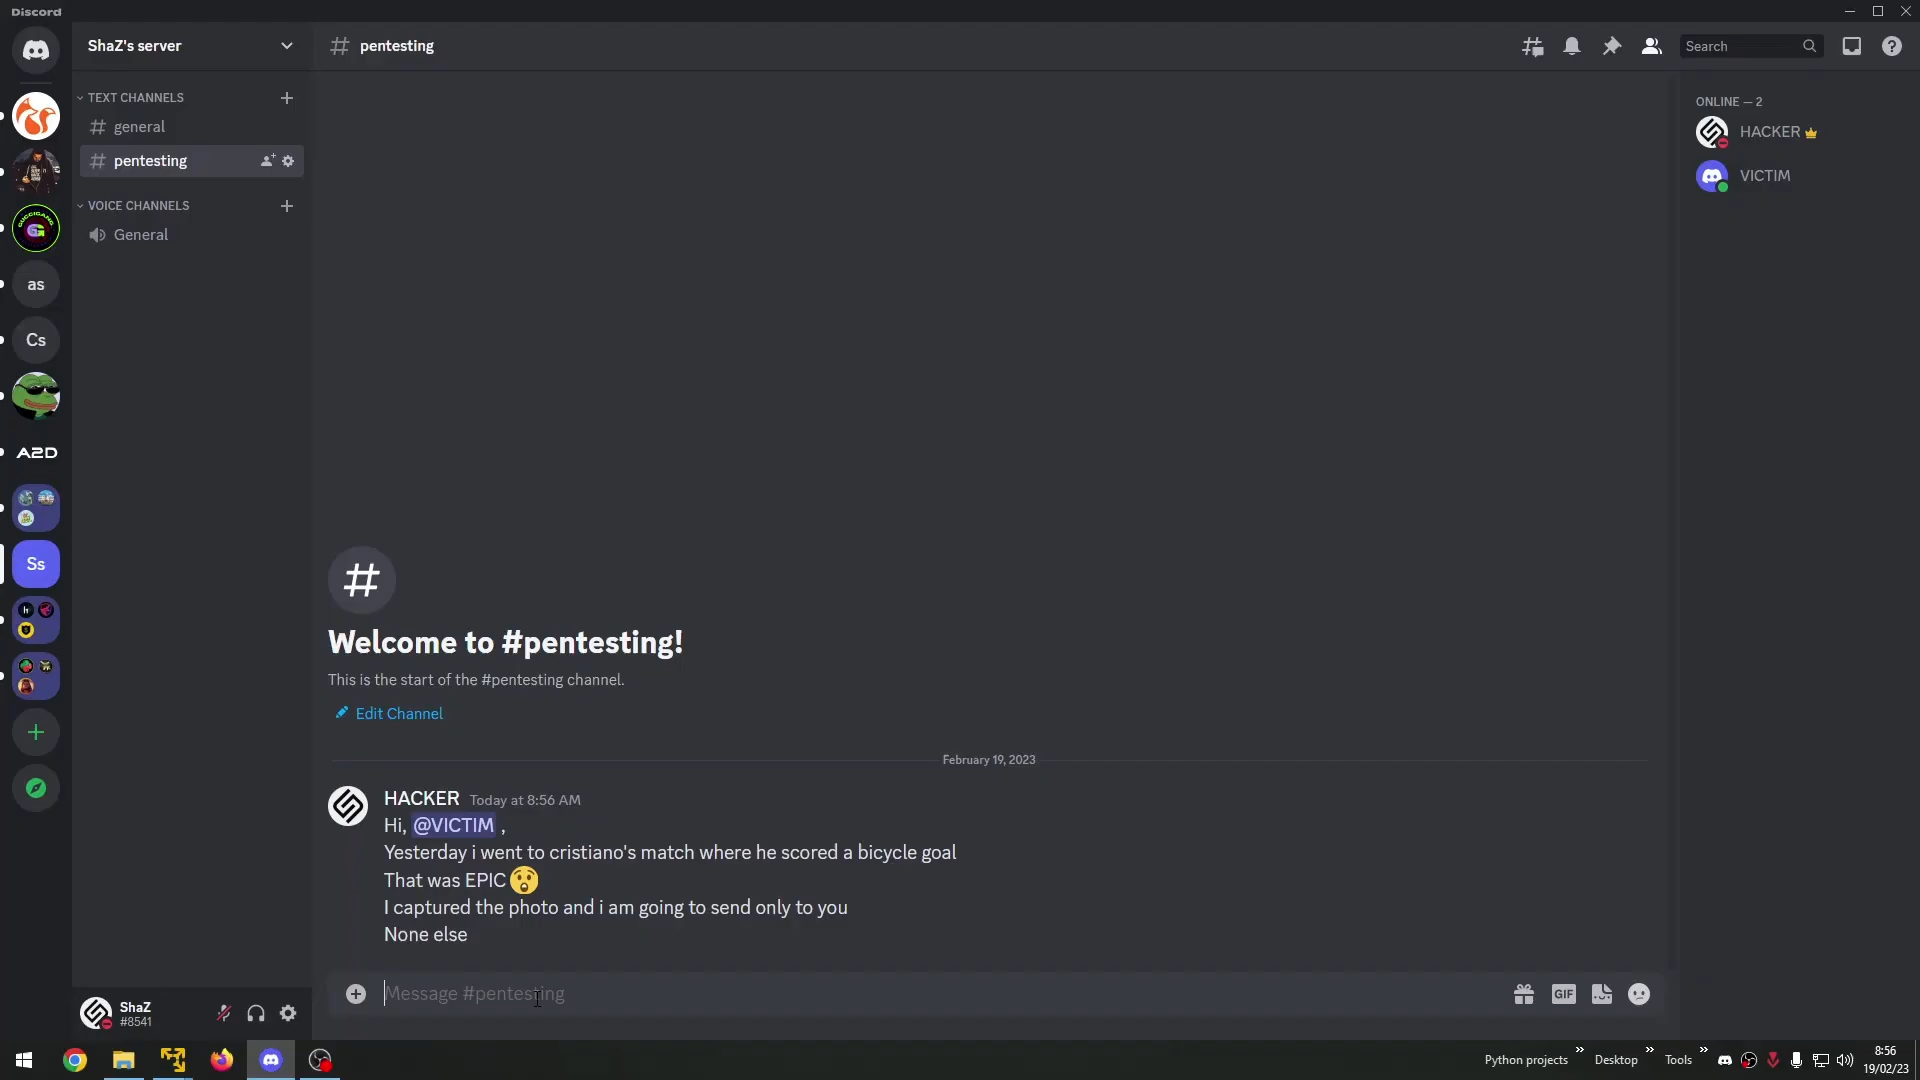 Discord
ShaZ's server
pentesting
Search
TEXT CHANNELS
general
pentesting
VOICE CHANNELS
General
ONLINE — 2
HACKER
VICTIM
GUCCIGANG
G
as
Cs
A2D
Ss
Welcome to #pentesting!
This is the start of the #pentesting channel.
Edit Channel
February 19, 2023
HACKER Today at 8:56 AM
Hi, @VICTIM ,
Yesterday i went to cristiano's match where he scored a bicycle goal
That was EPIC
I captured the photo and i am going to send only to you
None else
Message #pentesting
GIF
ShaZ
#8541
Python projects
Desktop
Tools
8:56
19/02/23